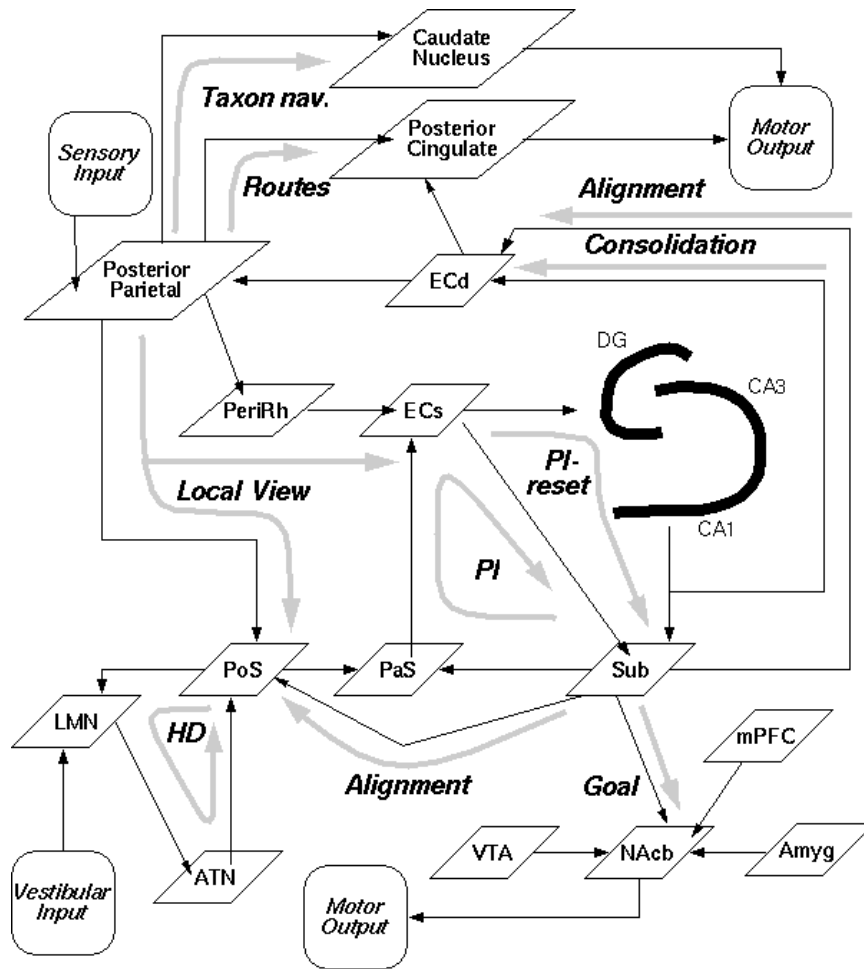 Caudate
Nucleus
Taxon nav.
Sensory
Input
Posterior
Cingulate
Motor
Output
Routes
Alignment
Consolidation
Posterior
Parietal
ECd
DG
CA3
PeriRh
ECs
PI-
reset
Local View
CA1
PI
PoS
PaS
Sub
LMN
HD
mPFC
Alignment
Goal
VTA
NAcb
Amyg
ATN
Vestibular
Input
Motor
Output